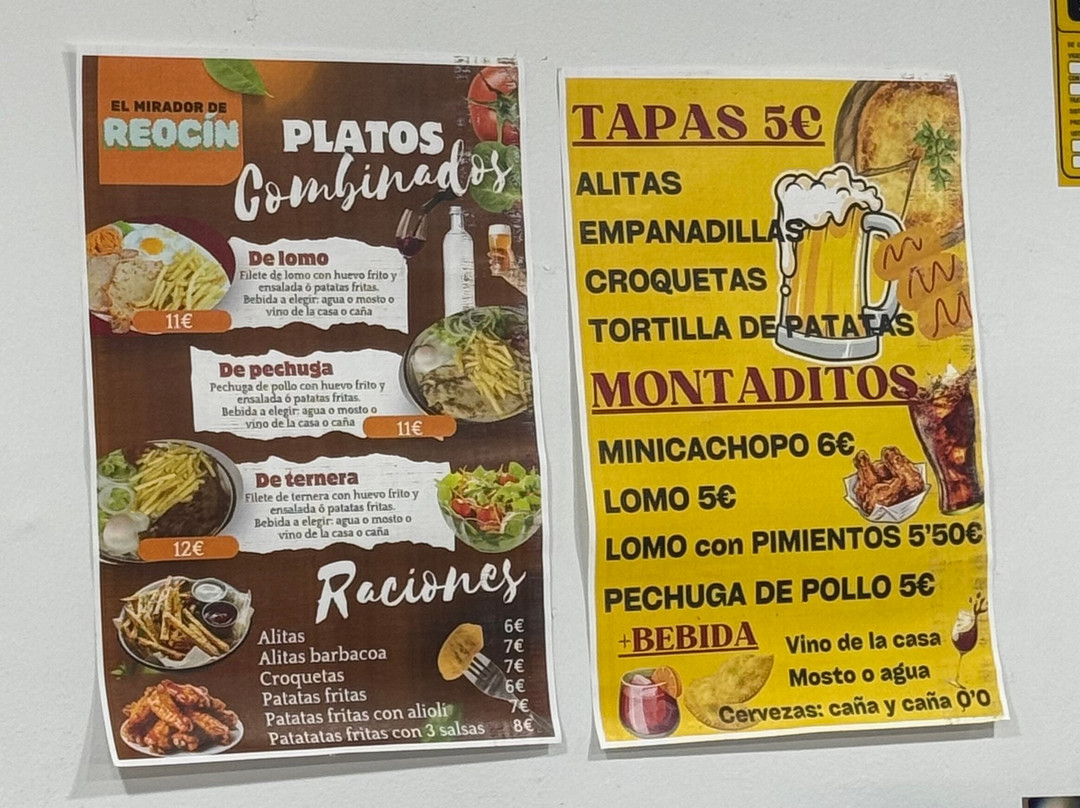 EL MIRADOR DE
REOCÍN
PLATOS
Combinados
De lomo
Filete de lomo con huevo frito y
ensalada ó patatas fritas.
Bebida a elegir: agua o mosto o
vino de la casa o caña
11€
De pechuga
Pechuga de pollo con huevo frito y
ensalada ó patatas fritas.
Bebida a elegir: agua o mosto o
vino de la casa o caña
11€
De ternera
Filete de ternera con huevo frito y
ensalada ó patatas fritas.
Bebida a elegir: agua o mosto o
vino de la casa o caña
12€
Raciones
Alitas 6€
Alitas barbacoa 7€
Croquetas 7€
Patatas fritas 6€
Patatas fritas con alioli 7€
Patatatas fritas con 3 salsas 8€
TAPAS 5€
ALITAS
EMPANADILLAS
CROQUETAS
TORTILLA DE PATATAS
MONTADITOS
MINICACHOPO 6€
LOMO 5€
LOMO con PIMIENTOS 5'50€
PECHUGA DE POLLO 5€
+BEBIDA
Vino de la casa
Mosto o agua
Cervezas: caña y caña 0'0